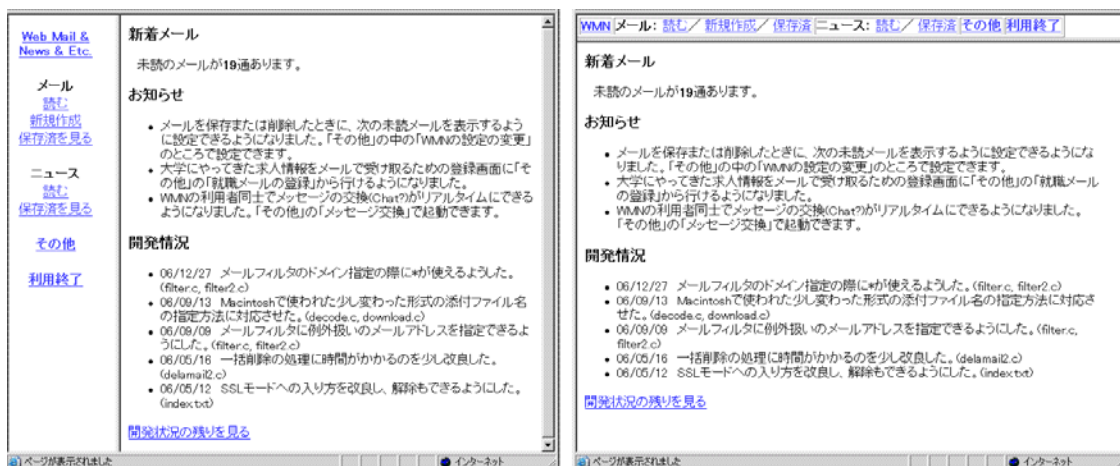 Web Mail &
News & Etc.
メール
読む
新規作成
保存済を見る
ニュース
読む
保存済を見る
その他
利用終了
新着メール
未読のメールが19通あります。
お知らせ
• メールを保存または削除したときに、次の未読メールを表示するよう
に設定できるようになりました。「その他」の中の「WMNの設定の変更」
のところで設定できます。
• 大学にやってきた求人情報をメールで受け取るための登録画面に「そ
の他」の「就職メールの登録」から行けるようになりました。
• WMNの利用者同士でメッセージの交換(Chat?)がリアルタイムにできる
ようになりました。「その他」の「メッセージ交換」で起動できます。
開発情況
• 06/12/27 メールフィルタのドメイン指定の際に*が使えるようした。
(filter.c, filter2.c)
• 06/09/13 Macintoshで使われた少し変わった形式の添付ファイル名
の指定方法に対応させた。(decode.c, download.c)
• 06/09/09 メールフィルタに例外扱いのメールアドレスを指定できるよ
うにした。(filter.c, filter2.c)
• 06/05/16 一括削除の処理に時間がかかるのを少し改良した。
(delamail2.c)
• 06/05/12 SSLモードへの入り方を改良し、解除もできるようにした。
(index.txt)
開発状況の残りを見る
ページが表示されました インターネット
WMN メール: 読む/ 新規作成/ 保存済 ニュース: 読む/ 保存済 その他 利用終了
新着メール
未読のメールが19通あります。
お知らせ
• メールを保存または削除したときに、次の未読メールを表示するように設定できるようにな
りました。「その他」の中の「WMNの設定の変更」のところで設定できます。
• 大学にやってきた求人情報をメールで受け取るための登録画面に「その他」の「就職メール
の登録」から行けるようになりました。
• WMNの利用者同士でメッセージの交換(Chat?)がリアルタイムにできるようになりました。
「その他」の「メッセージ交換」で起動できます。
開発情況
• 06/12/27 メールフィルタのドメイン指定の際に*が使えるようした。(filter.c, filter2.c)
• 06/09/13 Macintoshで使われた少し変わった形式の添付ファイル名の指定方法に対応さ
せた。(decode.c, download.c)
• 06/09/09 メールフィルタに例外扱いのメールアドレスを指定できるようにした。(filter.c,
filter2.c)
• 06/05/16 一括削除の処理に時間がかかるのを少し改良した。(delamail2.c)
• 06/05/12 SSLモードへの入り方を改良し、解除もできるようにした。(index.txt)
開発状況の残りを見る
ページが表示されました インターネット